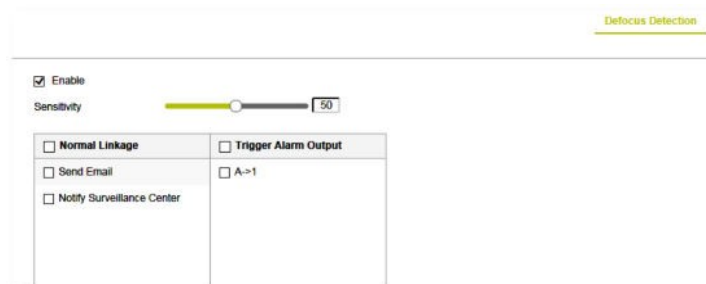 Defocus Detection
Enable
Sensitivity 50
Normal Linkage Trigger Alarm Output
Send Email A->1
Notify Surveillance Center